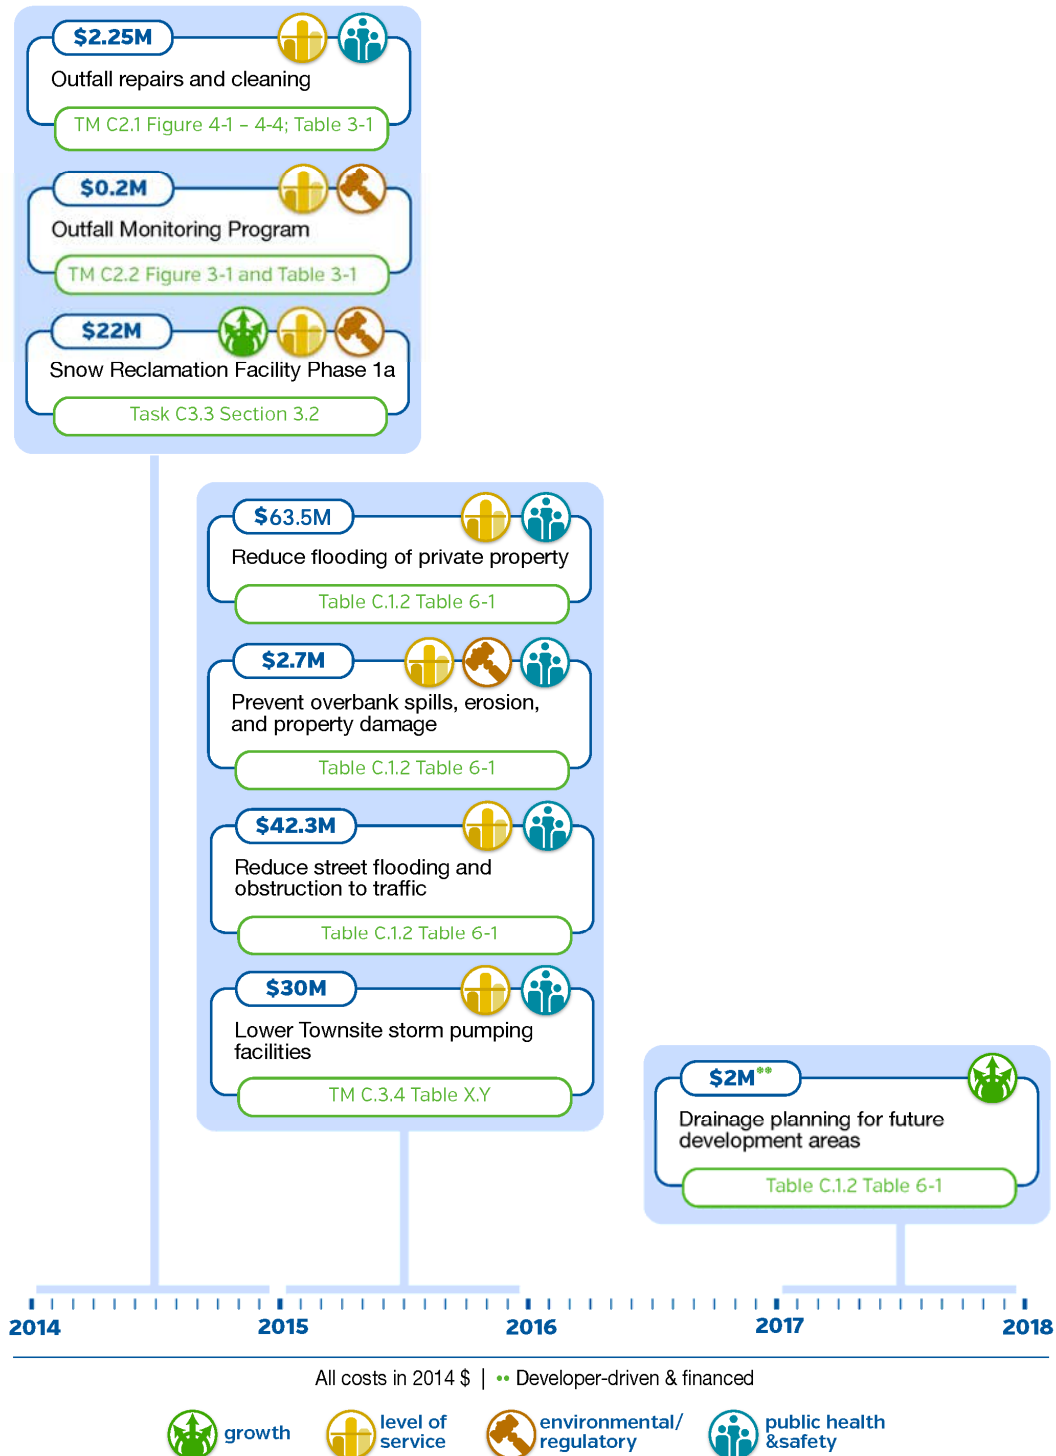 $2.25M
Outfall repairs and cleaning
TM C2.1 Figure 4-1 – 4-4; Table 3-1
$0.2M
Outfall Monitoring Program
TM C2.2 Figure 3-1 and Table 3-1
$22M
Snow Reclamation Facility Phase 1a
Task C3.3 Section 3.2
$63.5M
Reduce flooding of private property
Table C.1.2 Table 6-1
$2.7M
Prevent overbank spills, erosion,
and property damage
Table C.1.2 Table 6-1
$42.3M
Reduce street flooding and
obstruction to traffic
Table C.1.2 Table 6-1
$30M
Lower Townsite storm pumping
facilities
TM C.3.4 Table X.Y
$2M**
Drainage planning for future
development areas
Table C.1.2 Table 6-1
2014 2015 2016 2017 2018
All costs in 2014 $ | •• Developer-driven & financed
growth
level of
service
environmental/
regulatory
public health
&safety